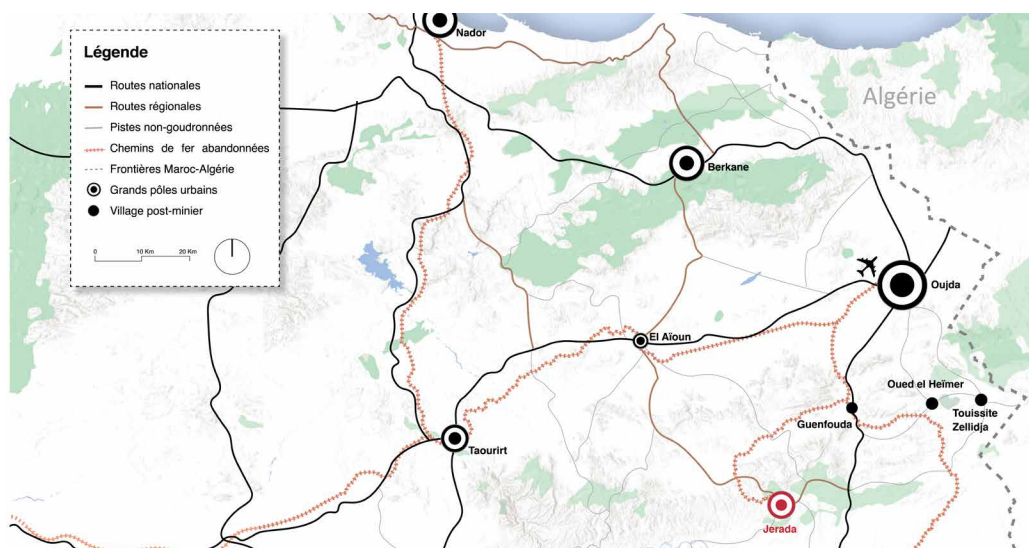 Légende
Routes nationales
Routes régionales
Pistes non-goudronnées
Chemins de fer abandonnées
Frontières Maroc-Algérie
Grands pôles urbains
Village post-minier
0 10 Km 20 Km
Nador
Algérie
Berkane
Oujda
El Aïoun
Oued el Heïmer
Touissite
Zellidja
Guenfouda
Taourirt
Jerada